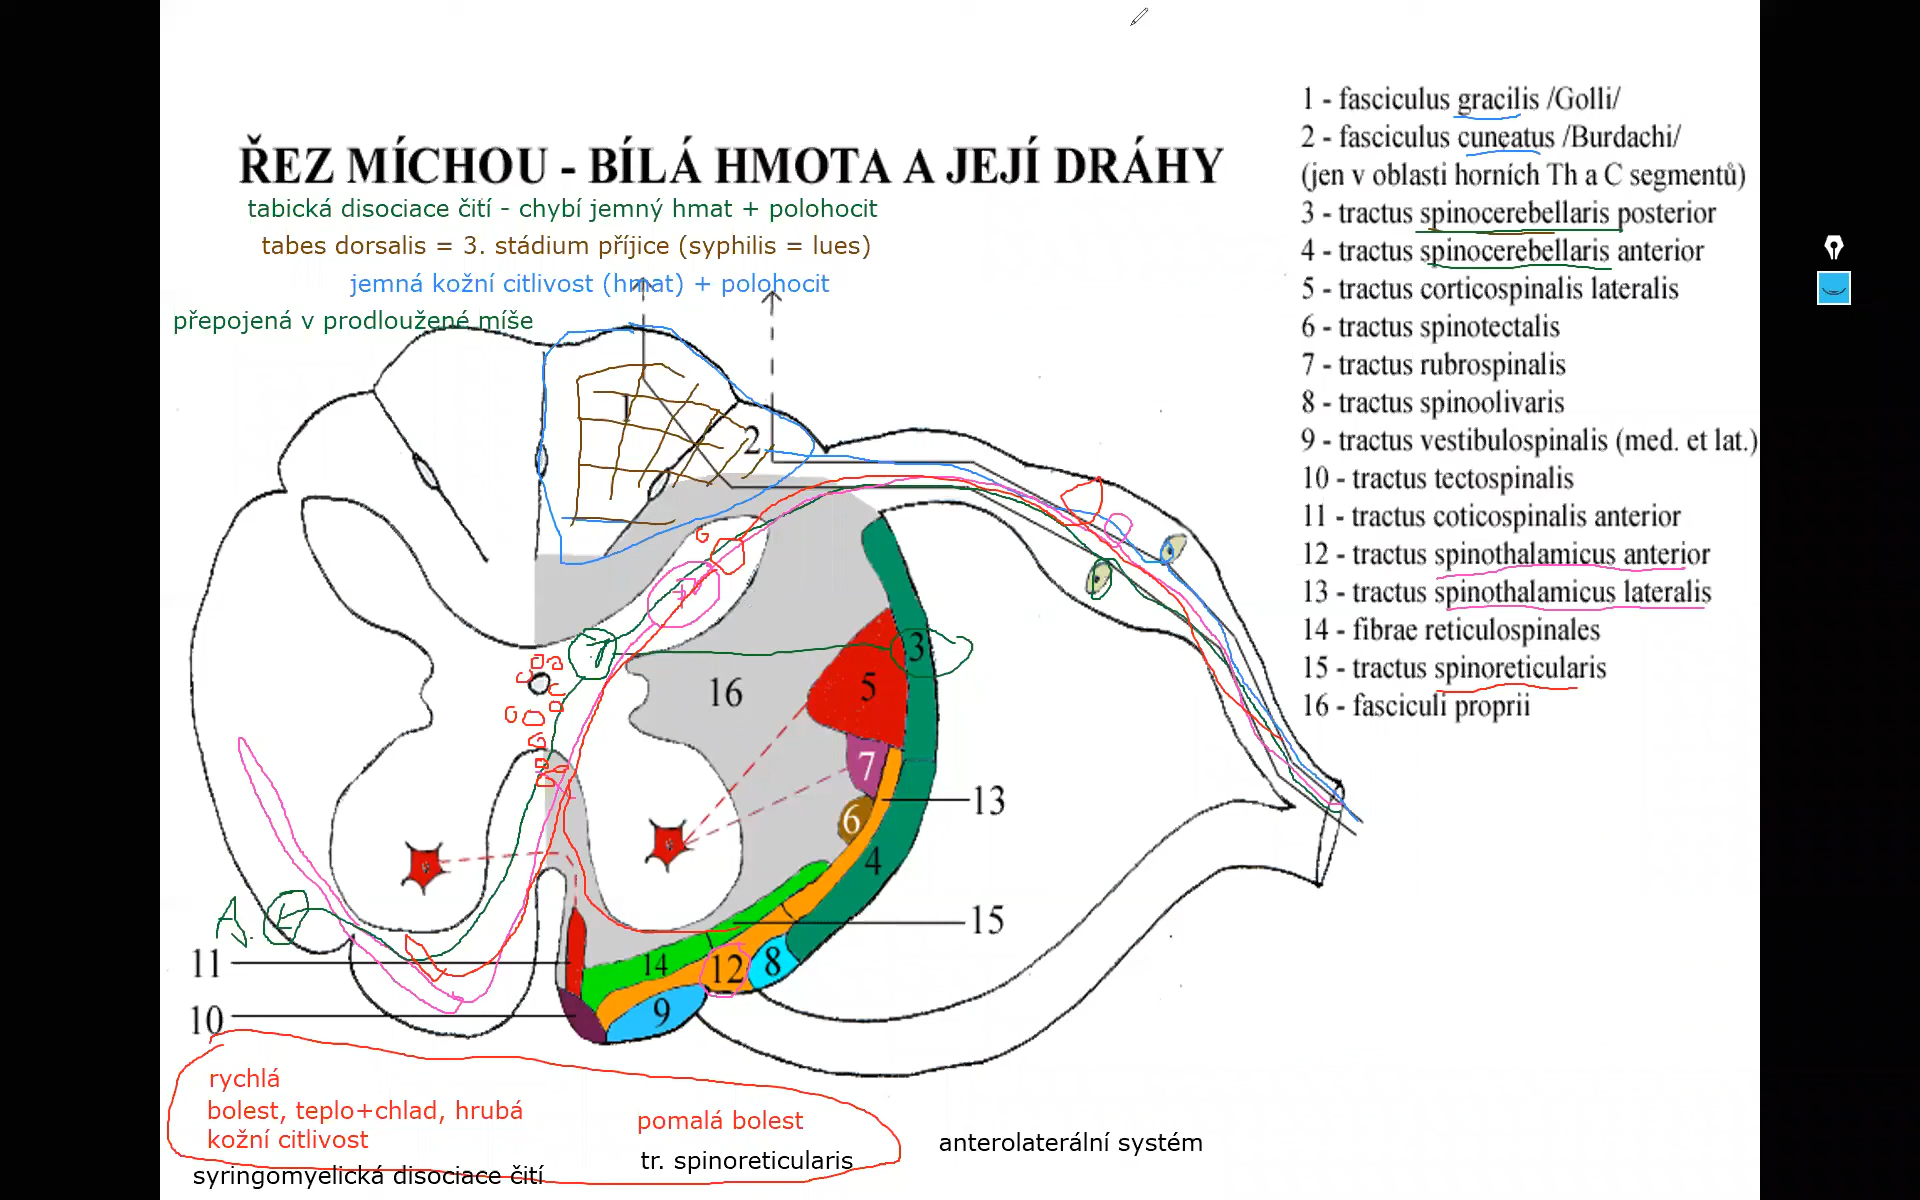 ŘEZ MÍCHOU - BÍLÁ HMOTA A JEJÍ DRÁHY
tabická disociace čití - chybí jemný hmat + polohocit
tabes dorsalis = 3. stádium příjice (syphilis = lues)
jemná kožní citlivost (hmat) + polohocit
přepojená v prodloužené míše
1 - fasciculus gracilis /Golli/
2 - fasciculus cuneatus /Burdachi/
(jen v oblasti horních Th a C segmentů)
3 - tractus spinocerebellaris posterior
4 - tractus spinocerebellaris anterior
5 - tractus corticospinalis lateralis
6 - tractus spinotectalis
7 - tractus rubrospinalis
8 - tractus spinoolivaris
9 - tractus vestibulospinalis (med. et lat.)
10 - tractus tectospinalis
11 - tractus coticospinalis anterior
12 - tractus spinothalamicus anterior
13 - tractus spinothalamicus lateralis
14 - fibrae reticulospinales
15 - tractus spinoreticularis
16 - fasciculi proprii
1
2
3
16
5
7
13
6
4
15
11
14
12
8
10
9
rychlá
bolest, teplo+chlad, hrubá
kožní citlivost
syringomyelická disociace čití
pomalá bolest
tr. spinoreticularis
anterolaterální systém